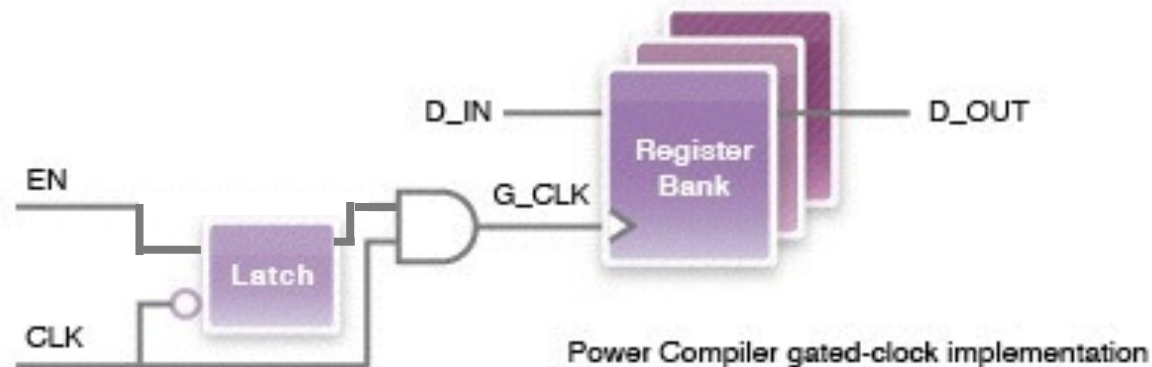 D_IN
D_OUT
Register
Bank
EN
G_CLK
Latch
CLK
Power Compiler gated-clock implementation